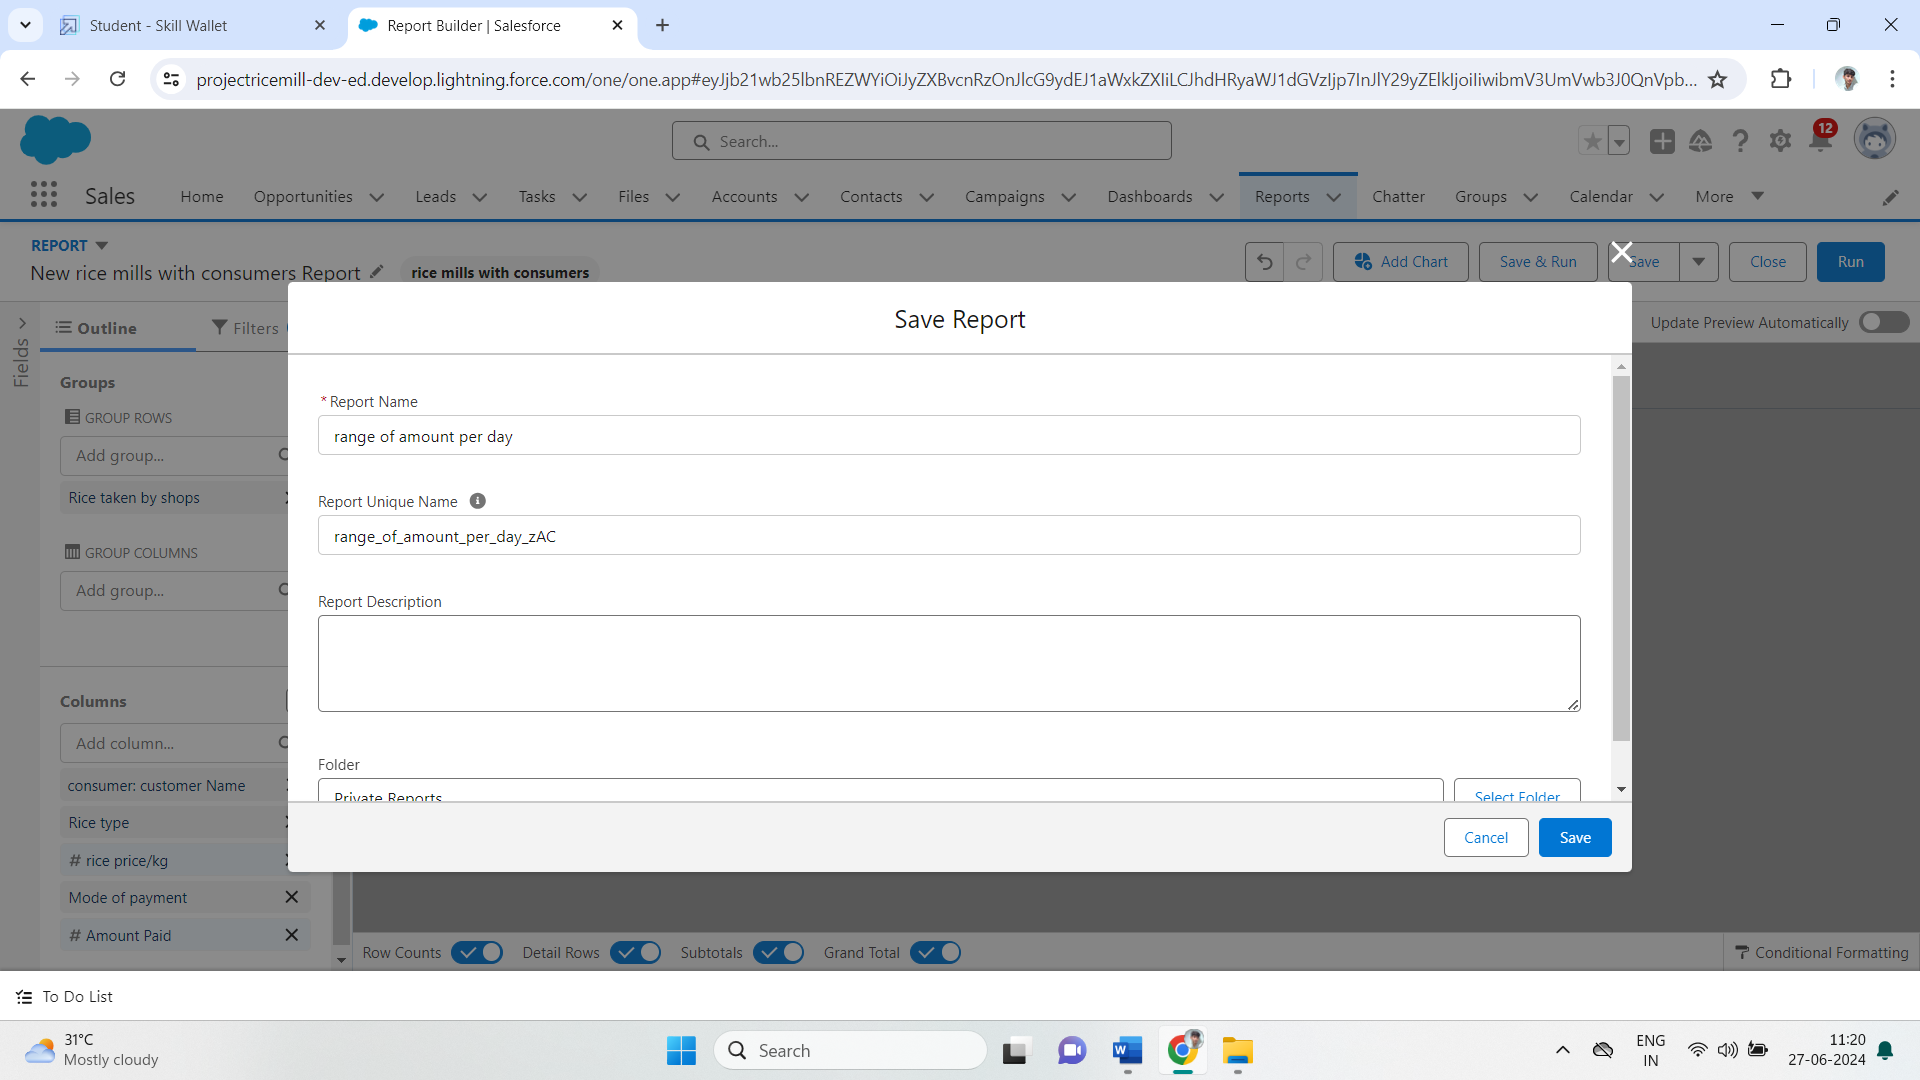 Student - Skill Wallet
Report Builder | Salesforce
projectricemill-dev-ed.develop.lightning.force.com/one/one.app#eyJjb21wb25lbnREZWYiOiJyZXBvcnRzOnJlcG9ydEJ1aWxkZXIiLCJhdHRyaWJ1dGVzIjp7InJlY29yZElkIjoiIiwibmV3UmVwb3J0QnVpb...
Search...
12
Sales
Home
Opportunities
Leads
Tasks
Files
Accounts
Contacts
Campaigns
Dashboards
Reports
Chatter
Groups
Calendar
More
REPORT
New rice mills with consumers Report
rice mills with consumers
Add Chart
Save & Run
Save
Close
Run
Fields
Outline
Filters
Update Preview Automatically
Groups
GROUP ROWS
Add group...
Rice taken by shops
GROUP COLUMNS
Add group...
Columns
Add column...
consumer: customer Name
Rice type
# rice price/kg
Mode of payment
# Amount Paid
Save Report
* Report Name
range of amount per day
Report Unique Name
range_of_amount_per_day_zAC
Report Description
Folder
Private Reports
Select Folder
Cancel
Save
Row Counts
Detail Rows
Subtotals
Grand Total
Conditional Formatting
To Do List
31°C
Mostly cloudy
Search
ENG
IN
11:20
27-06-2024